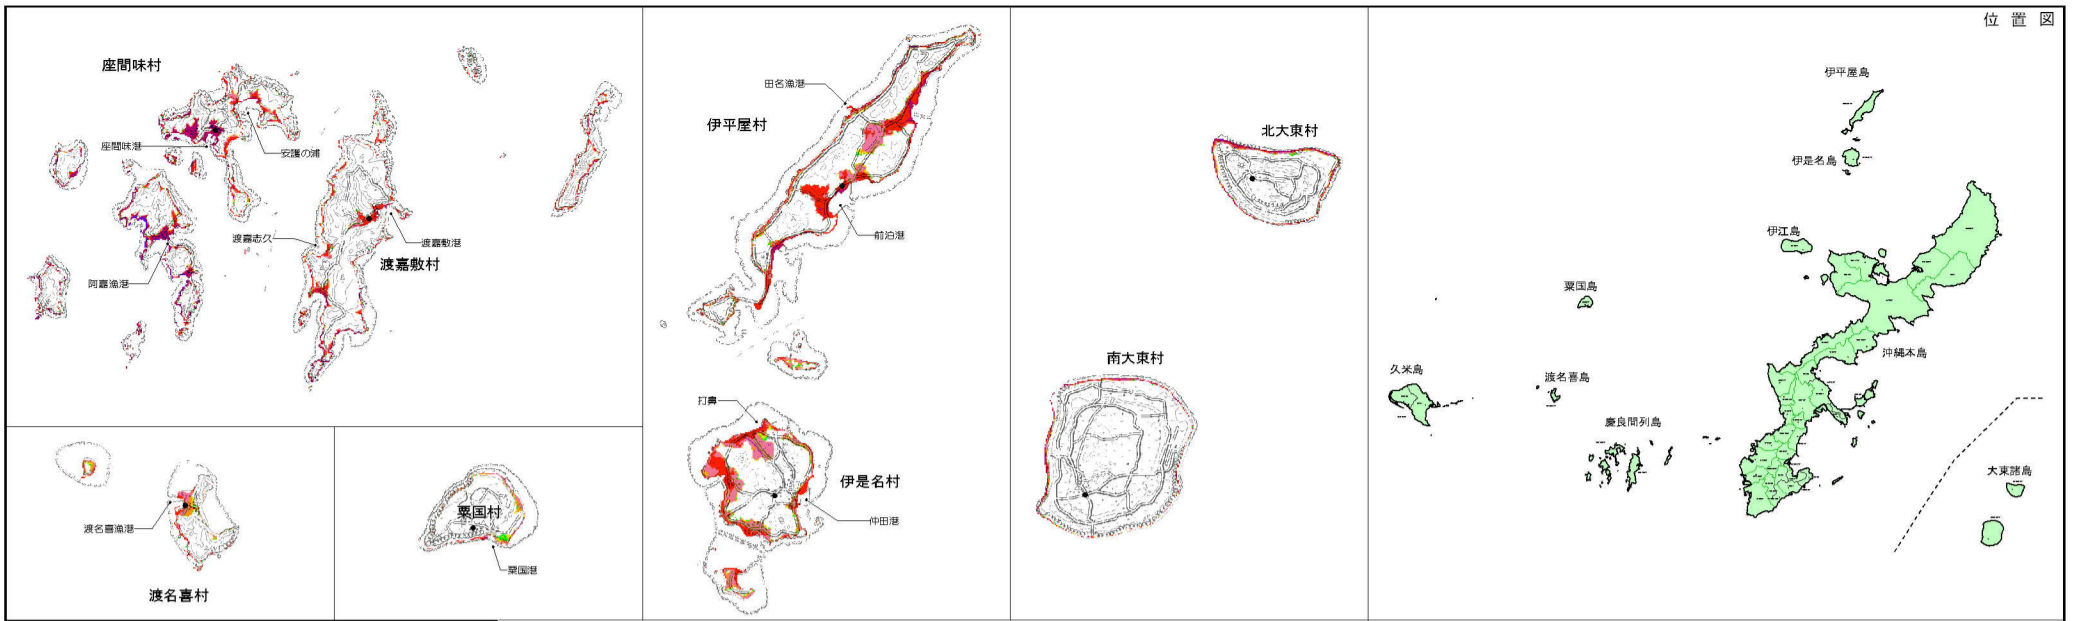 座間味村
座間味港
安護の浦
阿嘉漁港
渡嘉志久
渡嘉敷港
渡嘉敷村
渡名喜漁港
渡名喜村
粟国村
粟国港
田名漁港
伊平屋村
前泊港
打鼻
伊是名村
仲田港
北大東村
南大東村
位置図
伊平屋島
伊是名島
伊江島
粟国島
沖縄本島
久米島
渡名喜島
慶良間列島
大東諸島